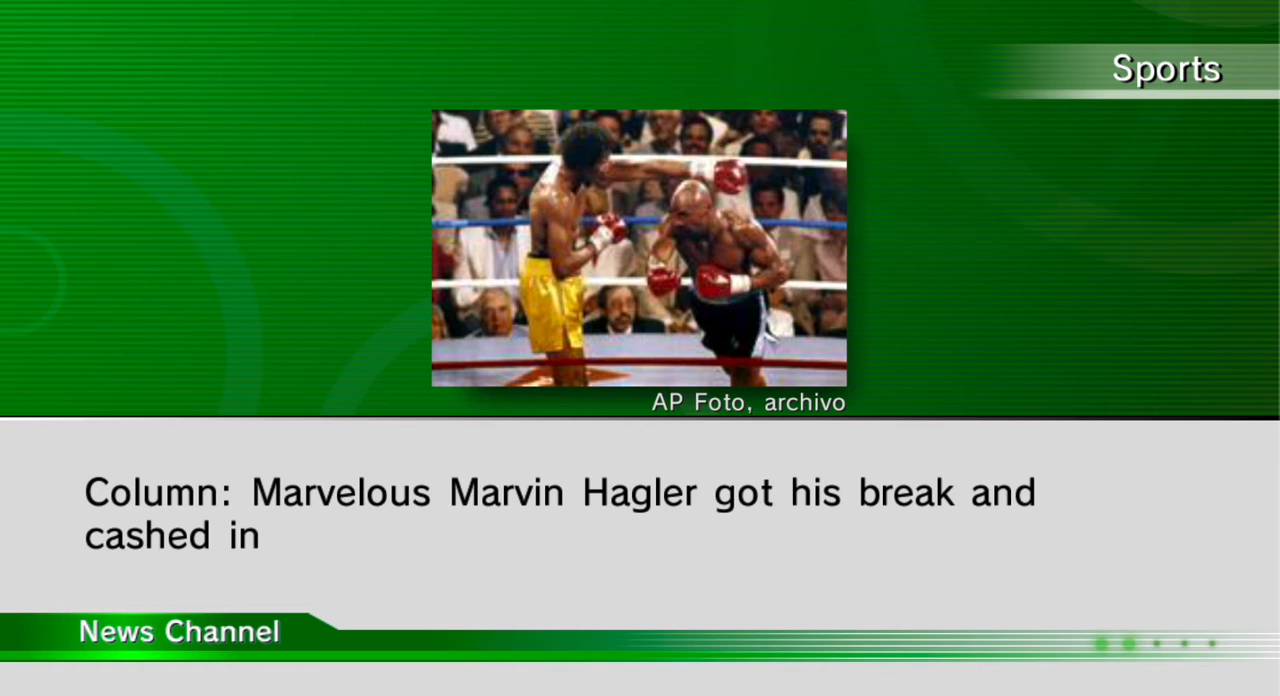 Sports
AP Foto, archivo
Column: Marvelous Marvin Hagler got his break and
cashed in
News Channel